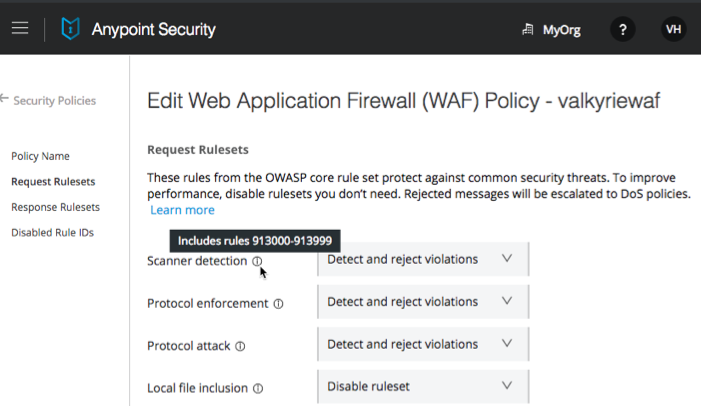 Anypoint Security
MyOrg
?
VH
Security Policies
Edit Web Application Firewall (WAF) Policy - valkyriewaf
Policy Name
Request Rulesets
Response Rulesets
Disabled Rule IDs
Request Rulesets
These rules from the OWASP core rule set protect against common security threats. To improve
performance, disable rulesets you don't need. Rejected messages will be escalated to DoS policies.
Learn more
Includes rules 913000-913999
Scanner detection
Detect and reject violations
Protocol enforcement
Detect and reject violations
Protocol attack
Detect and reject violations
Local file inclusion
Disable ruleset